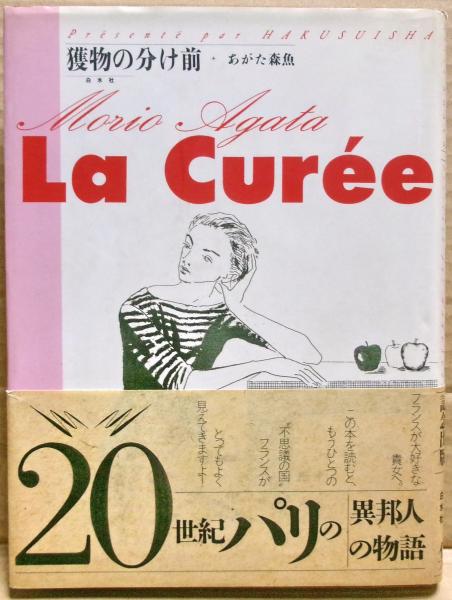 Présenté par HAKUSUISHA
獲物の分け前・あがた森魚
白水社
Morio Agata
La Curée
フランスが大好きな
貴女へ。
この本を読むと、
もうひとつの
“不思議の国”
フランスが
とってもよく
見えてきますよ!
白水社
20世紀パリの
異邦人
の物語